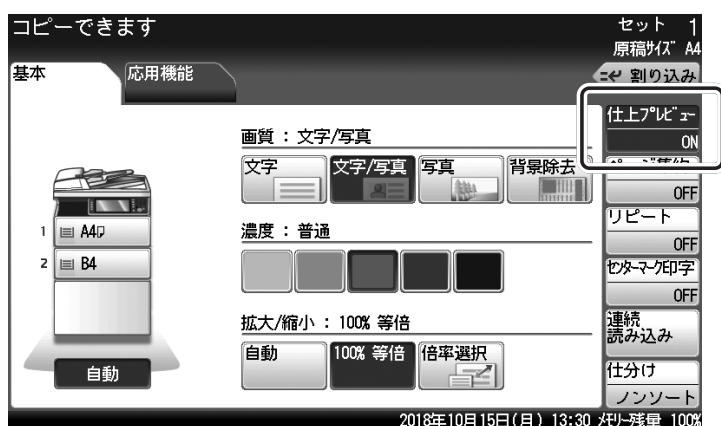 コピーできます
セット 1
原稿サイズ A4
基本
応用機能
割り込み
仕上プレビュー
ON
画質：文字/写真
文字
文字/写真
写真
背景除去
ページ集約
OFF
1 A4
2 B4
リピート
OFF
濃度：普通
センターマーク印字
OFF
拡大/縮小：100% 等倍
自動
100% 等倍
倍率選択
連続
読み込み
自動
仕分け
ノンソート
2018年10月15日(月) 13:30 メモリー残量 100%